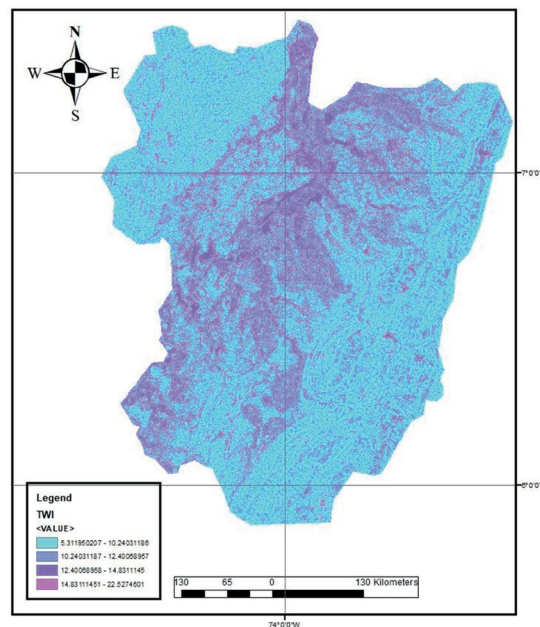 N
W E
S
7°0'0"
6°0'0"
Legend
TWI
<VALUE>
5.311950207 - 10.24031186
10.24031187 - 12.40068957
12.40068958 - 14.8311145
14.83111451 - 22.5274601
130 65 0 130 Kilometers
74°0'0"W